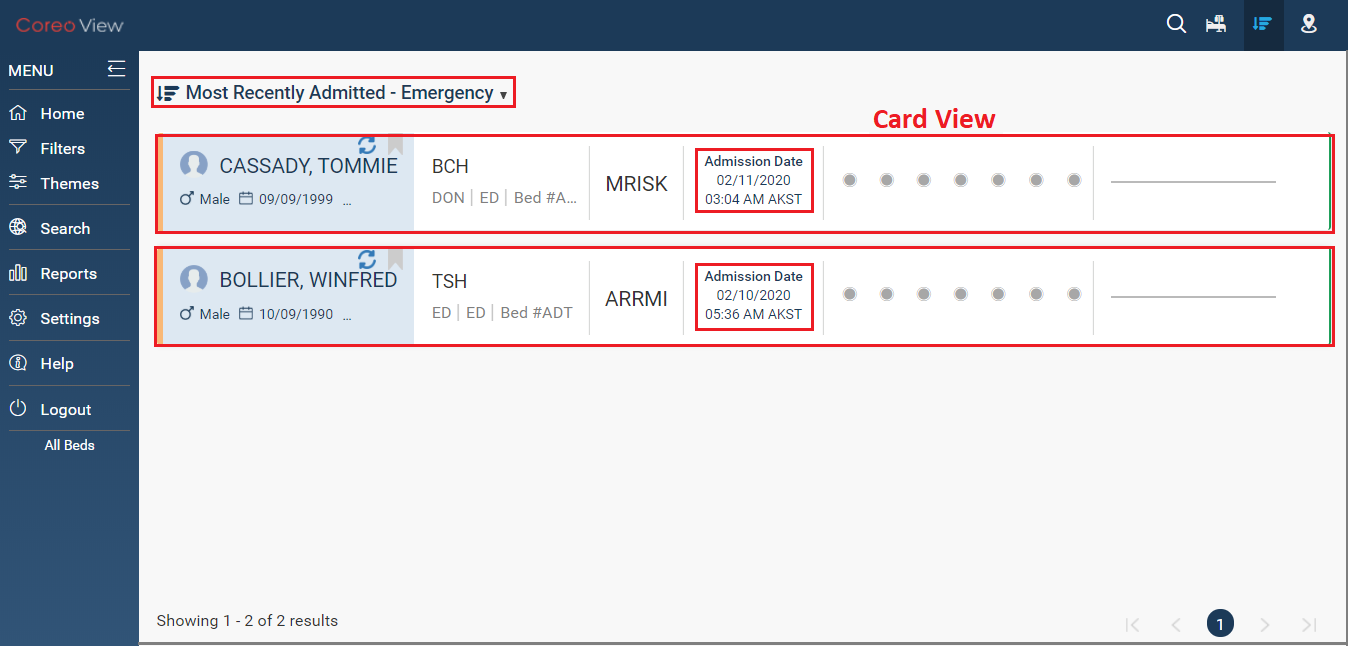 Coreo View
MENU
Home
Filters
Themes
Search
Reports
Settings
Help
Logout
All Beds
Most Recently Admitted - Emergency
Card View
CASSADY, TOMMIE
Male 09/09/1999 ...
BCH
DON | ED | Bed #A...
MRISK
Admission Date
02/11/2020
03:04 AM AKST
BOLLIER, WINFRED
Male 10/09/1990 ...
TSH
ED | ED | Bed #ADT
ARRMI
Admission Date
02/10/2020
05:36 AM AKST
Showing 1 - 2 of 2 results
1